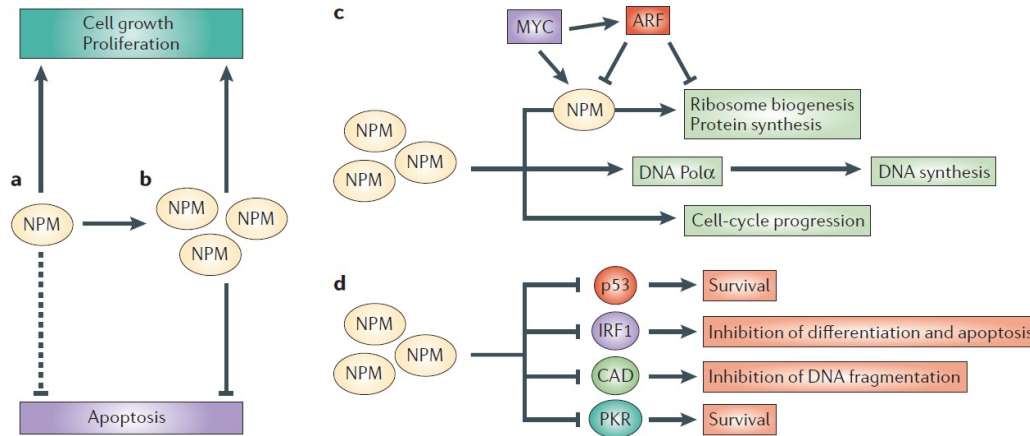 Cell growth
Proliferation
a
b
NPM
NPM
NPM
NPM
Apoptosis
c
MYC
ARF
NPM
NPM
NPM
NPM
Ribosome biogenesis
Protein synthesis
DNA Polα
DNA synthesis
Cell-cycle progression
d
NPM
NPM
NPM
p53
Survival
IRF1
Inhibition of differentiation and apoptosis
CAD
Inhibition of DNA fragmentation
PKR
Survival